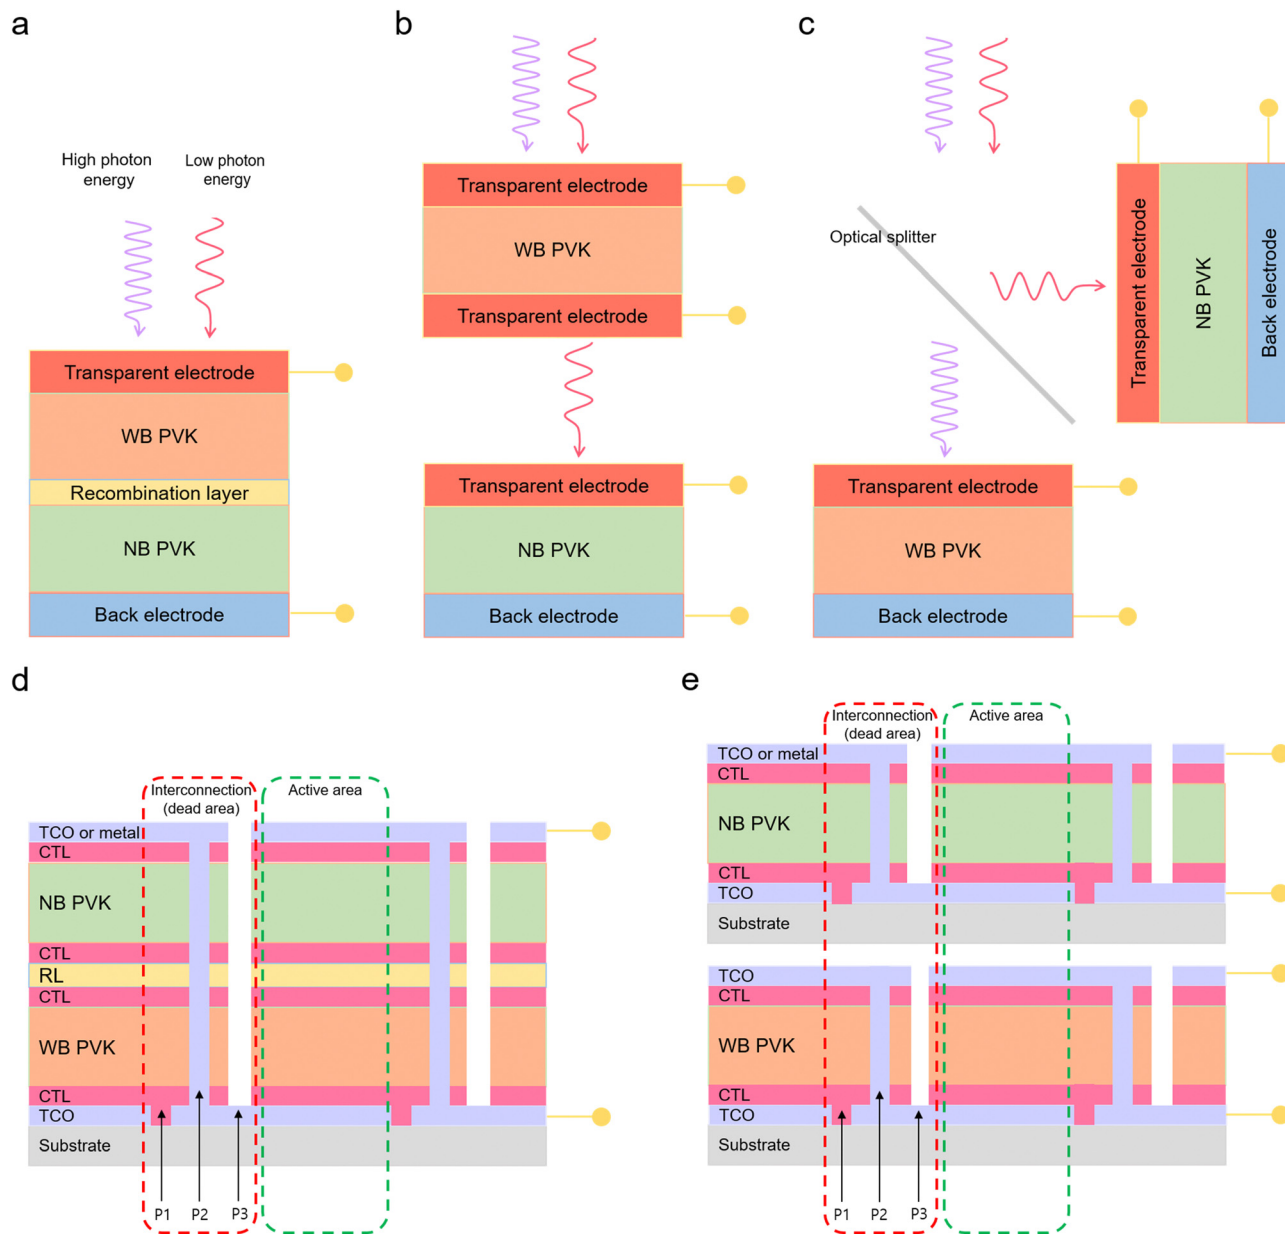 a
High photon
energy
Low photon
energy
Transparent electrode
WB PVK
Recombination layer
NB PVK
Back electrode
b
Transparent electrode
WB PVK
Transparent electrode
Transparent electrode
NB PVK
Back electrode
c
Optical splitter
Transparent electrode
NB PVK
Back electrode
Transparent electrode
WB PVK
Back electrode
d
Interconnection
(dead area)
Active area
TCO or metal
CTL
NB PVK
CTL
RL
CTL
WB PVK
CTL
TCO
Substrate
P1
P2
P3
e
Interconnection
(dead area)
Active area
TCO or metal
CTL
NB PVK
CTL
TCO
Substrate
TCO
CTL
WB PVK
CTL
TCO
Substrate
P1
P2
P3